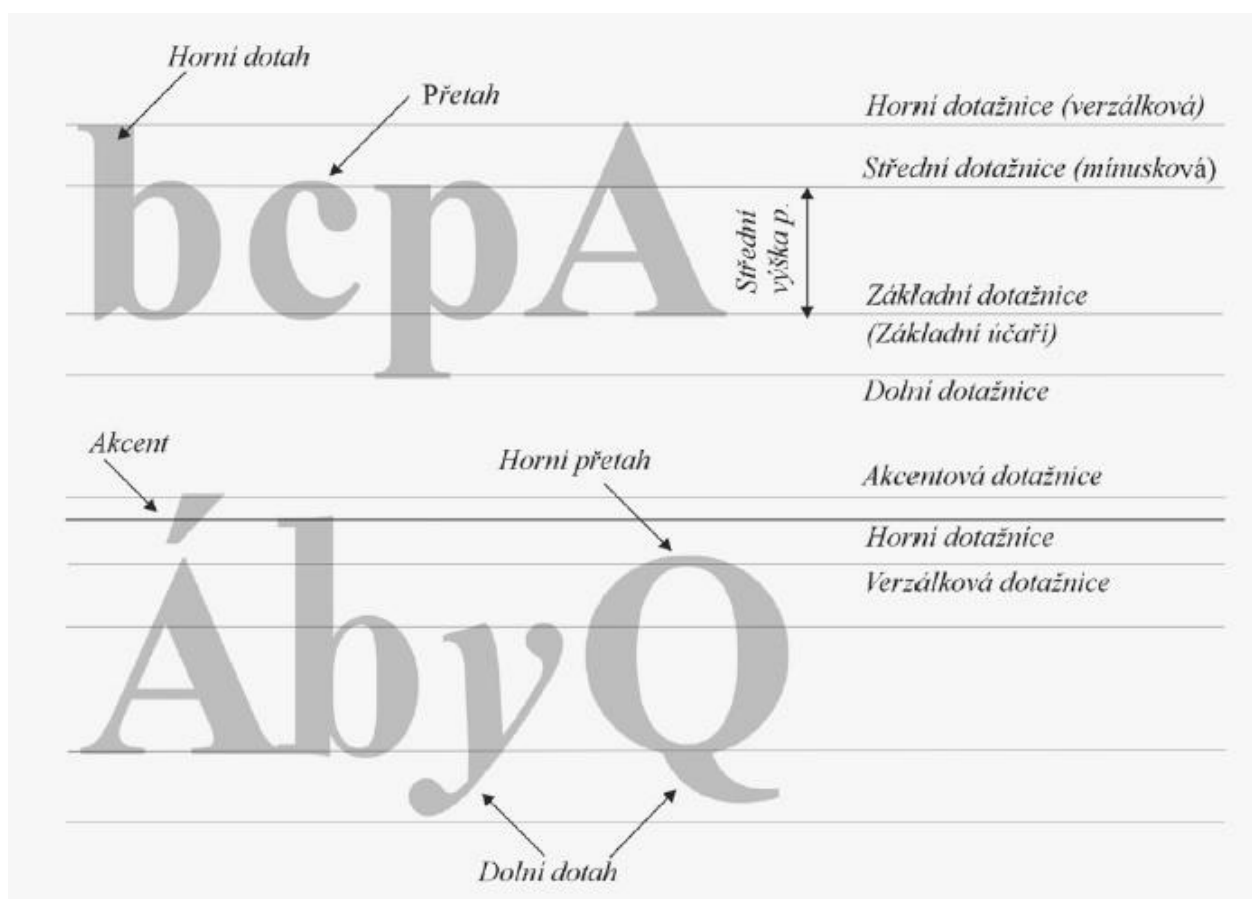 Horní dotah
Přetah
bcpA
Horní dotažnice (verzálková)
Střední dotažnice (mínusková)
Střední
výška p.
Základní dotažnice
(Základní účaří)
Dolní dotažnice
Akcent
Horní přetah
ÁbyQ
Akcentová dotažnice
Horní dotažnice
Verzálková dotažnice
Dolní dotah